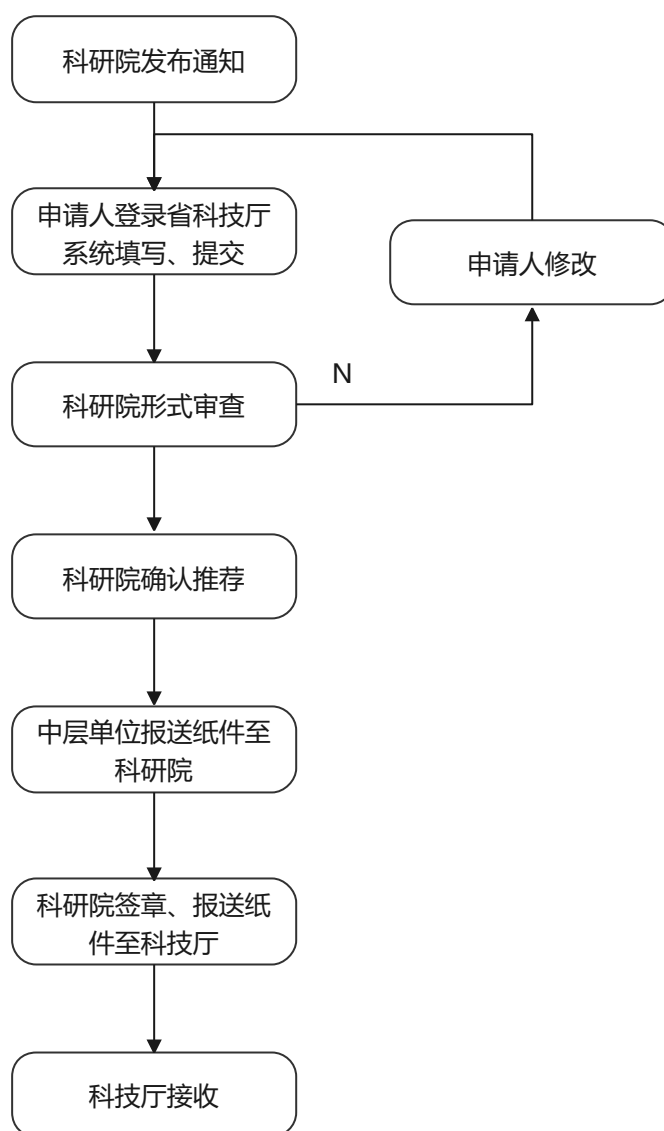 科研院发布通知
申请人登录省科技厅
系统填写、提交
申请人修改
科研院形式审查
N
科研院确认推荐
中层单位报送纸件至
科研院
科研院签章、报送纸
件至科技厅
科技厅接收